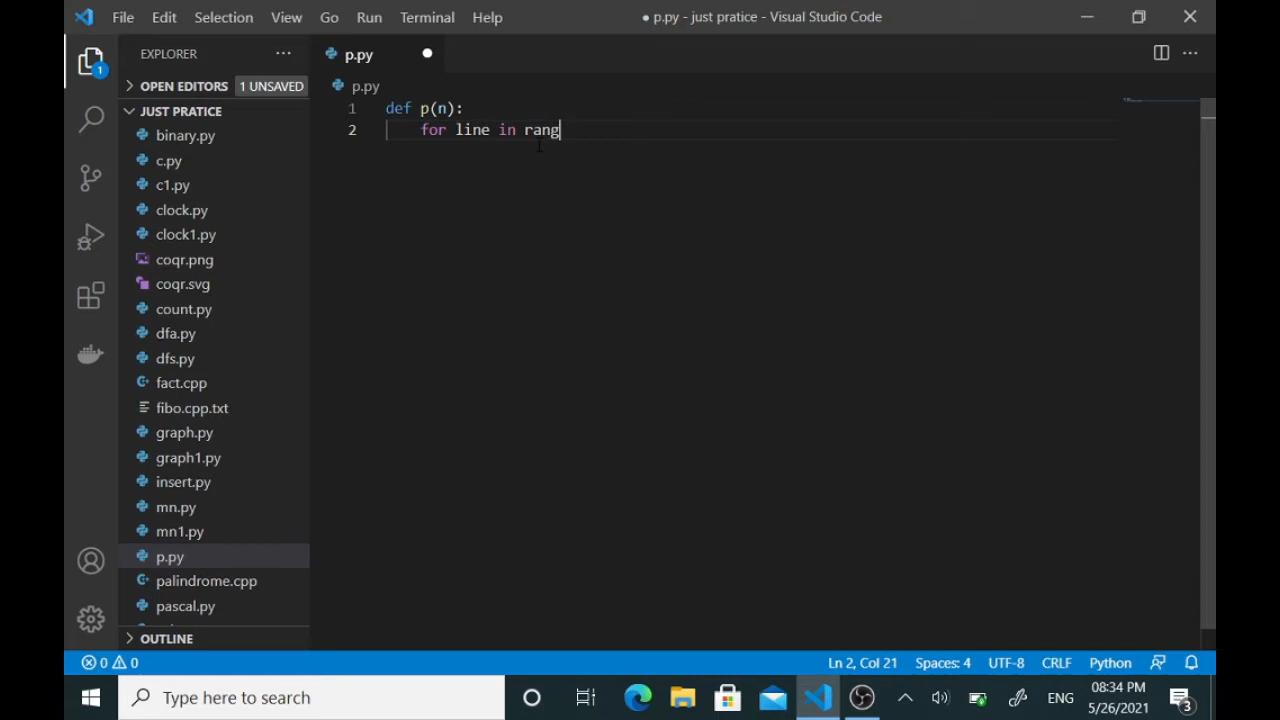 File Edit Selection View Go Run Terminal Help
● p.py - just pratice - Visual Studio Code
EXPLORER
p.py
OPEN EDITORS 1 UNSAVED
p.py
JUST PRATICE
1 def p(n):
2 for line in rang
1
binary.py
c.py
c1.py
clock.py
clock1.py
coqr.png
coqr.svg
count.py
dfa.py
dfs.py
fact.cpp
fibo.cpp.txt
graph.py
graph1.py
insert.py
mn.py
mn1.py
p.py
palindrome.cpp
pascal.py
OUTLINE
0 0 Ln 2, Col 21 Spaces: 4 UTF-8 CRLF Python
Type here to search
ENG
08:34 PM
5/26/2021
3